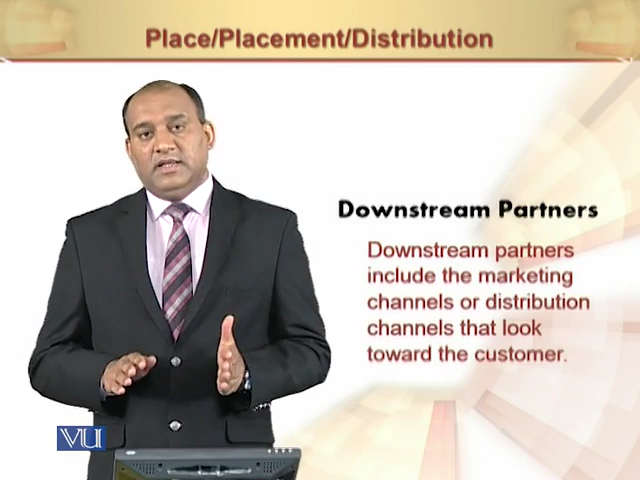 Place/Placement/Distribution
Downstream Partners
Downstream partners
include the marketing
channels or distribution
channels that look
toward the customer.
VU